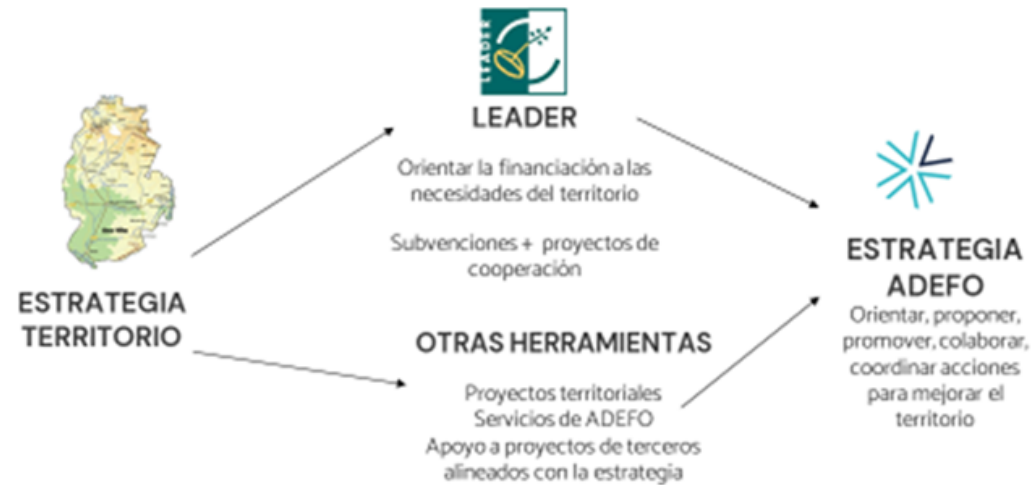 LEADER
LEADER
Orientar la financiación a las
necesidades del territorio
Subvenciones + proyectos de
cooperación
ESTRATEGIA
TERRITORIO
OTRAS HERRAMIENTAS
Proyectos territoriales
Servicios de ADEFO
Apoyo a proyectos de terceros
alineados con la estrategia
ESTRATEGIA
ADEFO
Orientar, proponer,
promover, colaborar,
coordinar acciones
para mejorar el
territorio